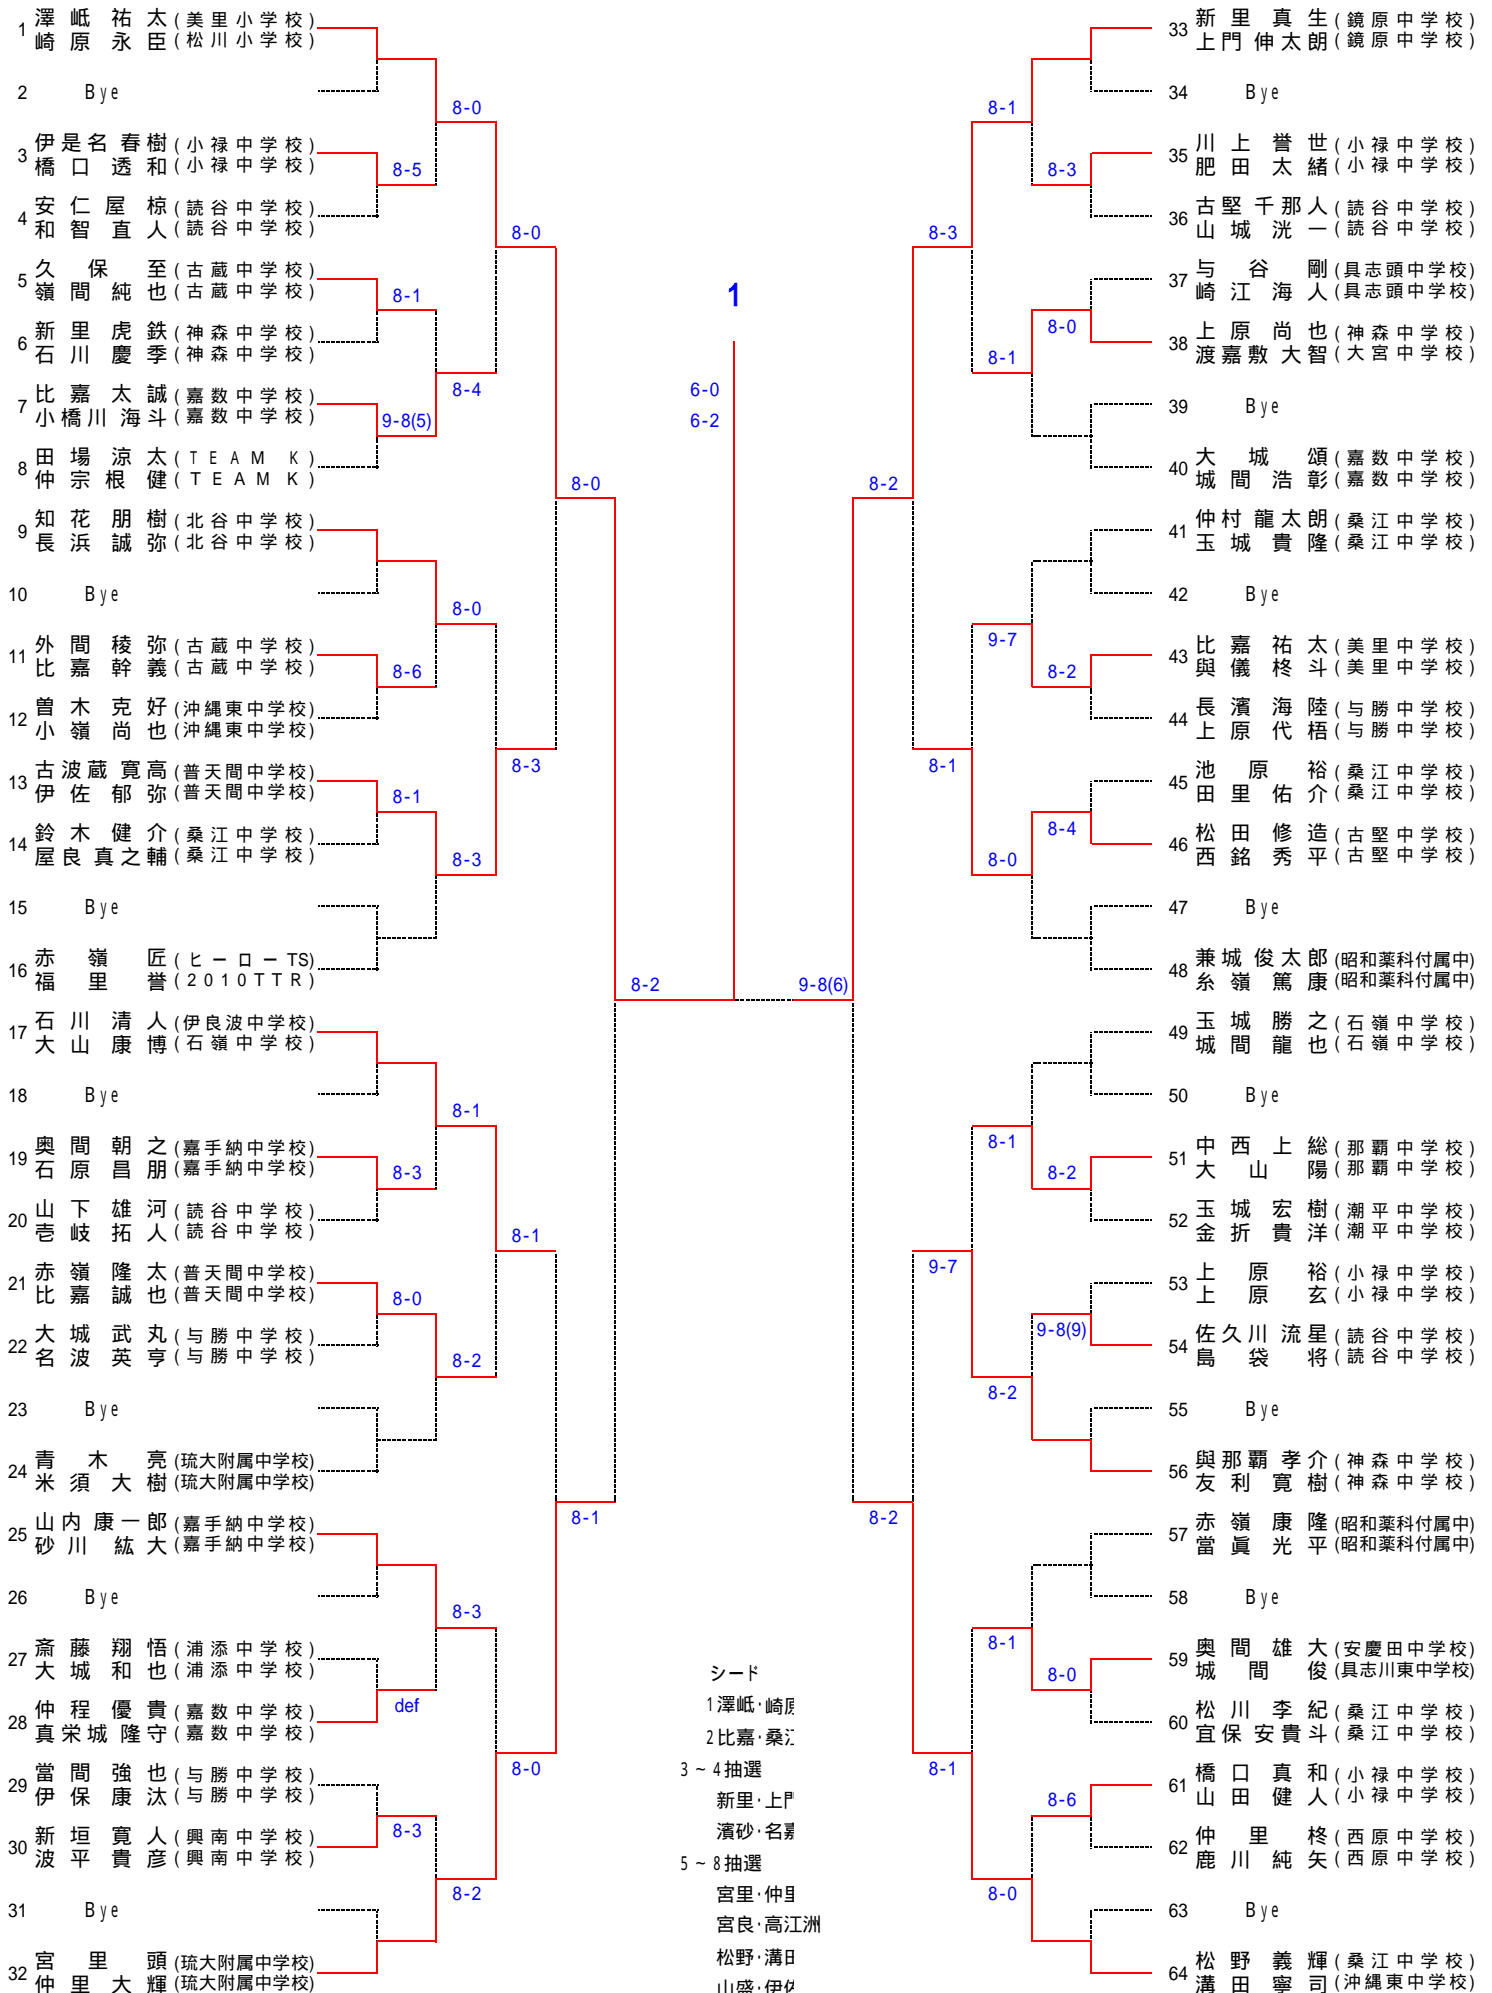 1 澤岻祐太(美里小学校)
崎原永臣(松川小学校)
2 Bye
8-0
3 伊是名春樹(小禄中学校)
橋口透和(小禄中学校)
8-5
4 安仁屋椋(読谷中学校)
和智直人(読谷中学校)
8-0
5 久保至(古蔵中学校)
嶺間純也(古蔵中学校)
8-1
6 新里虎鉄(神森中学校)
石川慶季(神森中学校)
8-4
7 比嘉太誠(嘉数中学校)
小橋川海斗(嘉数中学校)
9-8(5)
8 田場涼太(TEAM K)
仲宗根健(TEAM K)
8-0
9 知花朋樹(北谷中学校)
長浜誠弥(北谷中学校)
10 Bye
8-0
11 外間稜弥(古蔵中学校)
比嘉幹義(古蔵中学校)
8-6
12 曽木克好(沖縄東中学校)
小嶺尚也(沖縄東中学校)
8-3
13 古波蔵寛高(普天間中学校)
伊佐郁弥(普天間中学校)
8-1
14 鈴木健介(桑江中学校)
屋良真之輔(桑江中学校)
8-3
15 Bye
16 赤嶺匠(ヒーローTS)
福里誉(2010TTR)
8-2
17 石川清人(伊良波中学校)
大山康博(石嶺中学校)
18 Bye
8-1
19 奥間朝之(嘉手納中学校)
石原昌朋(嘉手納中学校)
8-3
20 山下雄河(読谷中学校)
壱岐拓人(読谷中学校)
8-1
21 赤嶺隆太(普天間中学校)
比嘉誠也(普天間中学校)
8-0
22 大城武丸(与勝中学校)
名波英亨(与勝中学校)
8-2
23 Bye
24 青木亮(琉大附属中学校)
米須大樹(琉大附属中学校)
8-1
25 山内康一郎(嘉手納中学校)
砂川紘大(嘉手納中学校)
26 Bye
8-3
27 斎藤翔悟(浦添中学校)
大城和也(浦添中学校)
def
28 仲程優貴(嘉数中学校)
真栄城隆守(嘉数中学校)
8-0
29 當間強也(与勝中学校)
伊保康汰(与勝中学校)
8-3
30 新垣寛人(興南中学校)
波平貴彦(興南中学校)
8-2
31 Bye
32 宮里頭(琉大附属中学校)
仲里大輝(琉大附属中学校)
1
6-0
6-2
シード
1澤岻・崎原
2比嘉・桑江
3～4抽選
新里・上門
濱砂・名嘉
5～8抽選
宮里・仲里
宮良・高江洲
松野・溝田
山盛・伊佐
33 新里真生(鏡原中学校)
上門伸太朗(鏡原中学校)
34 Bye
8-1
35 川上誉世(小禄中学校)
肥田太緒(小禄中学校)
8-3
36 古堅千那人(読谷中学校)
山城洸一(読谷中学校)
8-3
37 与谷剛(具志頭中学校)
崎江海人(具志頭中学校)
8-0
38 上原尚也(神森中学校)
渡嘉敷大智(大宮中学校)
8-1
39 Bye
40 大城頌(嘉数中学校)
城間浩彰(嘉数中学校)
8-2
41 仲村龍太朗(桑江中学校)
玉城貴隆(桑江中学校)
42 Bye
9-7
43 比嘉祐太(美里中学校)
與儀柊斗(美里中学校)
8-2
44 長濱海陸(与勝中学校)
上原代梧(与勝中学校)
8-1
45 池原裕(桑江中学校)
田里佑介(桑江中学校)
8-4
46 松田修造(古堅中学校)
西銘秀平(古堅中学校)
8-0
47 Bye
48 兼城俊太郎(昭和薬科付属中)
糸嶺篤康(昭和薬科付属中)
9-8(6)
49 玉城勝之(石嶺中学校)
城間龍也(石嶺中学校)
50 Bye
8-1
51 中西上総(那覇中学校)
大山陽(那覇中学校)
8-2
52 玉城宏樹(潮平中学校)
金折貴洋(潮平中学校)
9-7
53 上原裕(小禄中学校)
上原玄(小禄中学校)
9-8(9)
54 佐久川流星(読谷中学校)
島袋将(読谷中学校)
8-2
55 Bye
56 與那覇孝介(神森中学校)
友利寛樹(神森中学校)
8-2
57 赤嶺康隆(昭和薬科付属中)
當眞光平(昭和薬科付属中)
58 Bye
8-1
59 奥間雄大(安慶田中学校)
城間俊(具志川東中学校)
8-0
60 松川李紀(桑江中学校)
宜保安貴斗(桑江中学校)
8-1
61 橋口真和(小禄中学校)
山田健人(小禄中学校)
8-6
62 仲里柊(西原中学校)
鹿川純矢(西原中学校)
8-0
63 Bye
64 松野義輝(桑江中学校)
溝田寧司(沖縄東中学校)